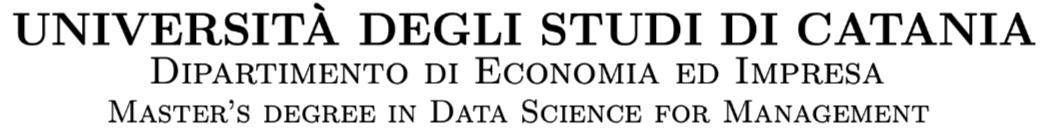 UNIVERSITÀ DEGLI STUDI DI CATANIA
Dipartimento di Economia ed Impresa
Master's degree in Data Science for Management